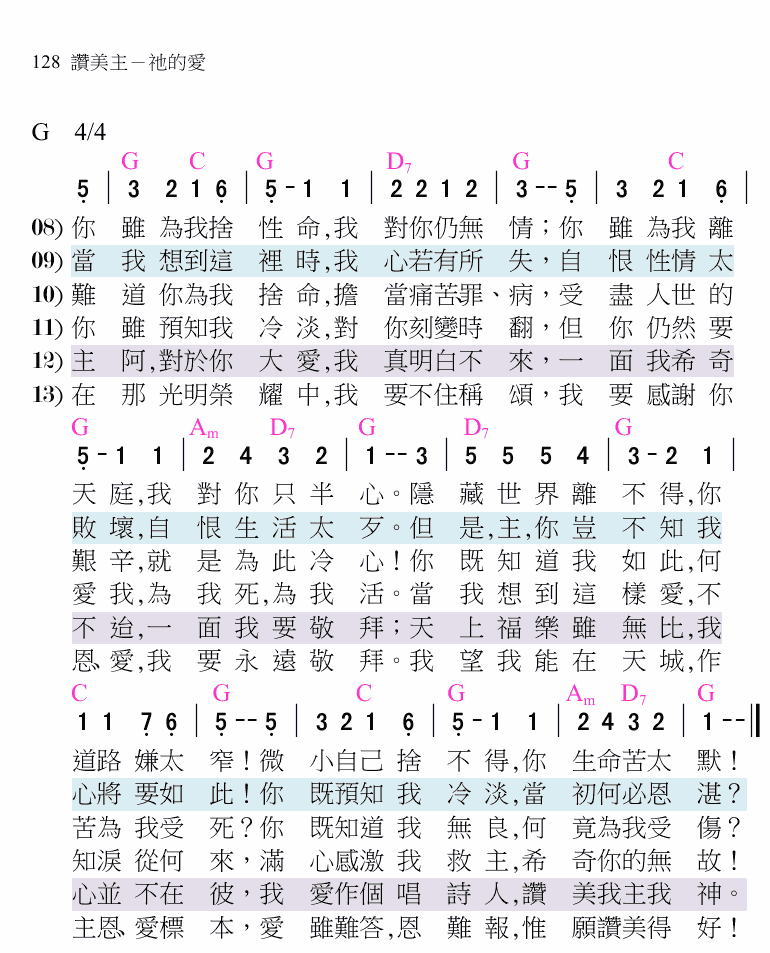 128 讚美主－祂的愛
G 4/4
G C G D7 G C
5 | 3 2 1 6 | 5 - 1 1 | 2 2 1 2 | 3 -- 5 | 3 2 1 6 |
08) 你 雖 為我捨 性 命,我 對你仍無 情；你 雖 為我 離
09) 當 我 想到這 裡 時,我 心若有所 失，自 恨 性情 太
10) 難 道 你為我 捨 命,擔 當痛苦罪、病，受 盡 人世 的
11) 你 雖 預知我 冷 淡,對 你刻變時 翻，但 你 仍然 要
12) 主 阿,對於你 大 愛,我 真明白不 來，一 面 我希 奇
13) 在 那 光明榮 耀 中,我 要不住稱 頌，我 要 感謝 你
G Am D7 G D7 G
5 - 1 1 | 2 4 3 2 | 1 -- 3 | 5 5 5 4 | 3 - 2 1 |
天 庭,我 對 你 只 半 心。隱 藏 世 界 離 不 得,你
敗 壞,自 恨 生 活 太 歹。但 是,主,你 豈 不 知 我
艱 辛,就 是 為 此 冷 心！你 既 知 道 我 如 此,何
愛 我,為 我 死,為 我 活。當 我 想 到 這 樣 愛,不
不 迨,一 面 我 要 敬 拜；天 上 福 樂 雖 無 比,我
恩、愛,我 要 永 遠 敬 拜。我 望 我 能 在 天 城,作
C G C G Am D7 G
1 1 7 6 | 5 -- 5 | 3 2 1 6 | 5 - 1 1 | 2 4 3 2 | 1 -- ‖
道路 嫌太 窄！微 小自己 捨 不 得,你 生命苦太 默！
心將 要如 此！你 既預知 我 冷 淡,當 初何必恩 湛？
苦為 我受 死？你 既知道 我 無 良,何 竟為我受 傷？
知淚 從何 來，滿 心感激 我 救 主,希 奇你的無 故！
心並 不在 彼，我 愛作個 唱 詩 人,讚 美我主我 神。
主恩、愛標 本，愛 雖難答,恩 難 報,惟 願讚美得 好！